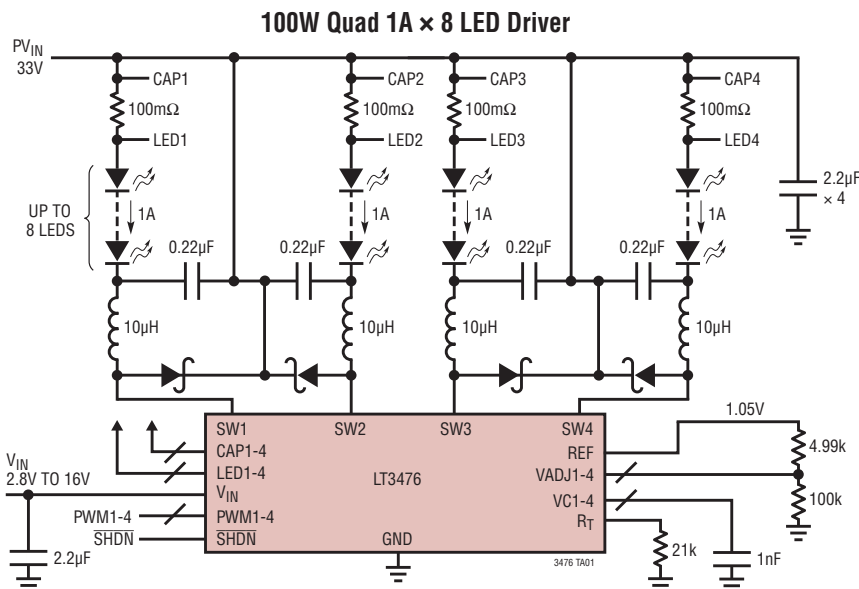 100W Quad 1A × 8 LED Driver
PVIN
33V
CAP1
CAP2
CAP3
CAP4
100mΩ
100mΩ
100mΩ
100mΩ
LED1
LED2
LED3
LED4
UP TO
8 LEDS
1A
1A
1A
1A
2.2µF
× 4
0.22µF
0.22µF
0.22µF
0.22µF
10µH
10µH
10µH
10µH
SW1
SW2
SW3
SW4
1.05V
CAP1-4
REF
4.99k
VIN
2.8V TO 16V
LED1-4
LT3476
VADJ1-4
VIN
VC1-4
100k
PWM1-4
PWM1-4
RT
SHDN
SHDN
GND
2.2µF
3476 TA01
21k
1nF